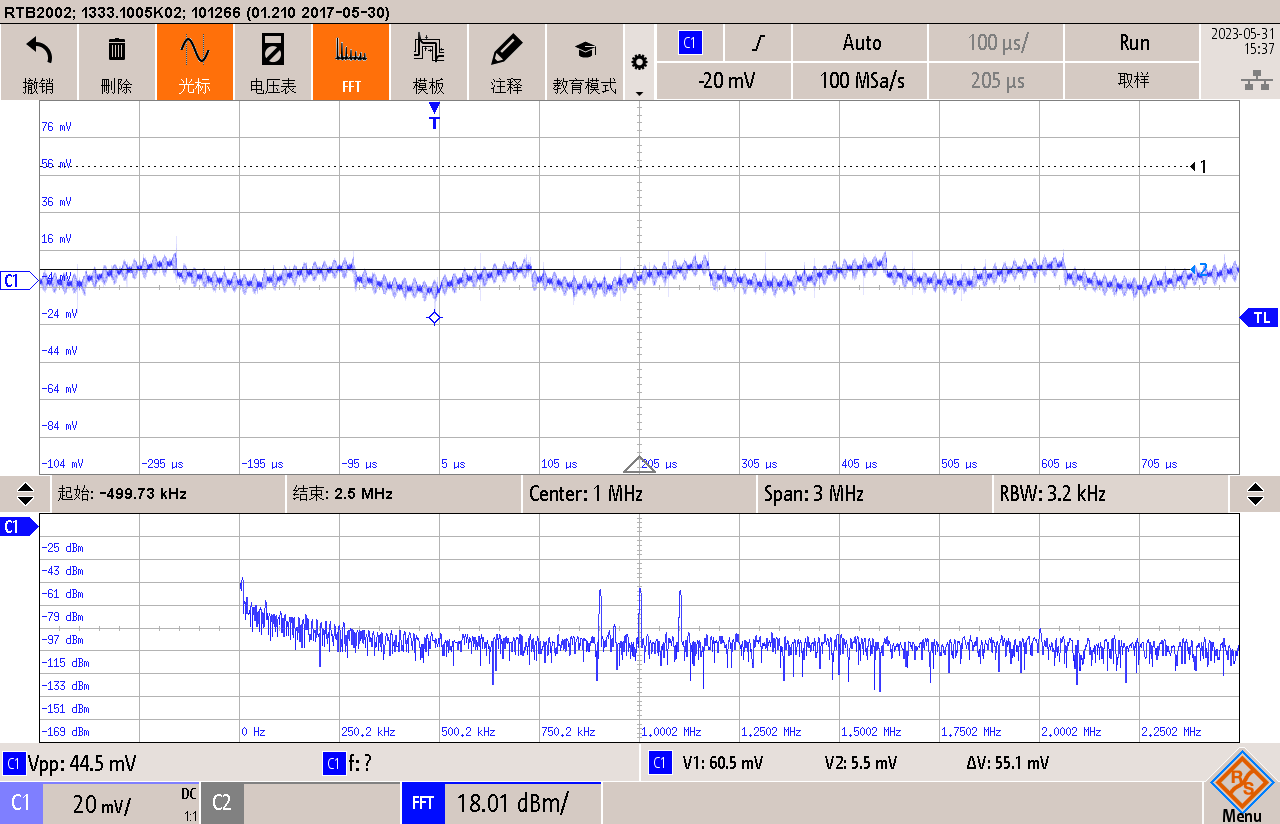 RTB2002; 1333.1005K02; 101266 (01.210 2017-05-30)
撤销 删除 光标 电压表 FFT 模板 注释 教育模式
C1 Auto 100 µs/ Run
-20 mV 100 MSa/s 205 µs 取样
2023-05-31
15:37
T
76 mV
56 mV
1
36 mV
16 mV
-4 mV
2
C1
-24 mV
TL
-44 mV
-64 mV
-84 mV
-104 mV -295 µs -195 µs -95 µs 5 µs 105 µs 205 µs 305 µs 405 µs 505 µs 605 µs 705 µs
起始: -499.73 kHz 结束: 2.5 MHz Center: 1 MHz Span: 3 MHz RBW: 3.2 kHz
C1
-25 dBm
-43 dBm
-61 dBm
-79 dBm
-97 dBm
-115 dBm
-133 dBm
-151 dBm
-169 dBm 0 Hz 250.2 kHz 500.2 kHz 750.2 kHz 1.0002 MHz 1.2502 MHz 1.5002 MHz 1.7502 MHz 2.0002 MHz 2.2502 MHz
C1 Vpp: 44.5 mV C1 f: ? C1 V1: 60.5 mV V2: 5.5 mV ΔV: 55.1 mV
C1 20 mV/ DC 1:1 C2 FFT 18.01 dBm/
R&S
Menu